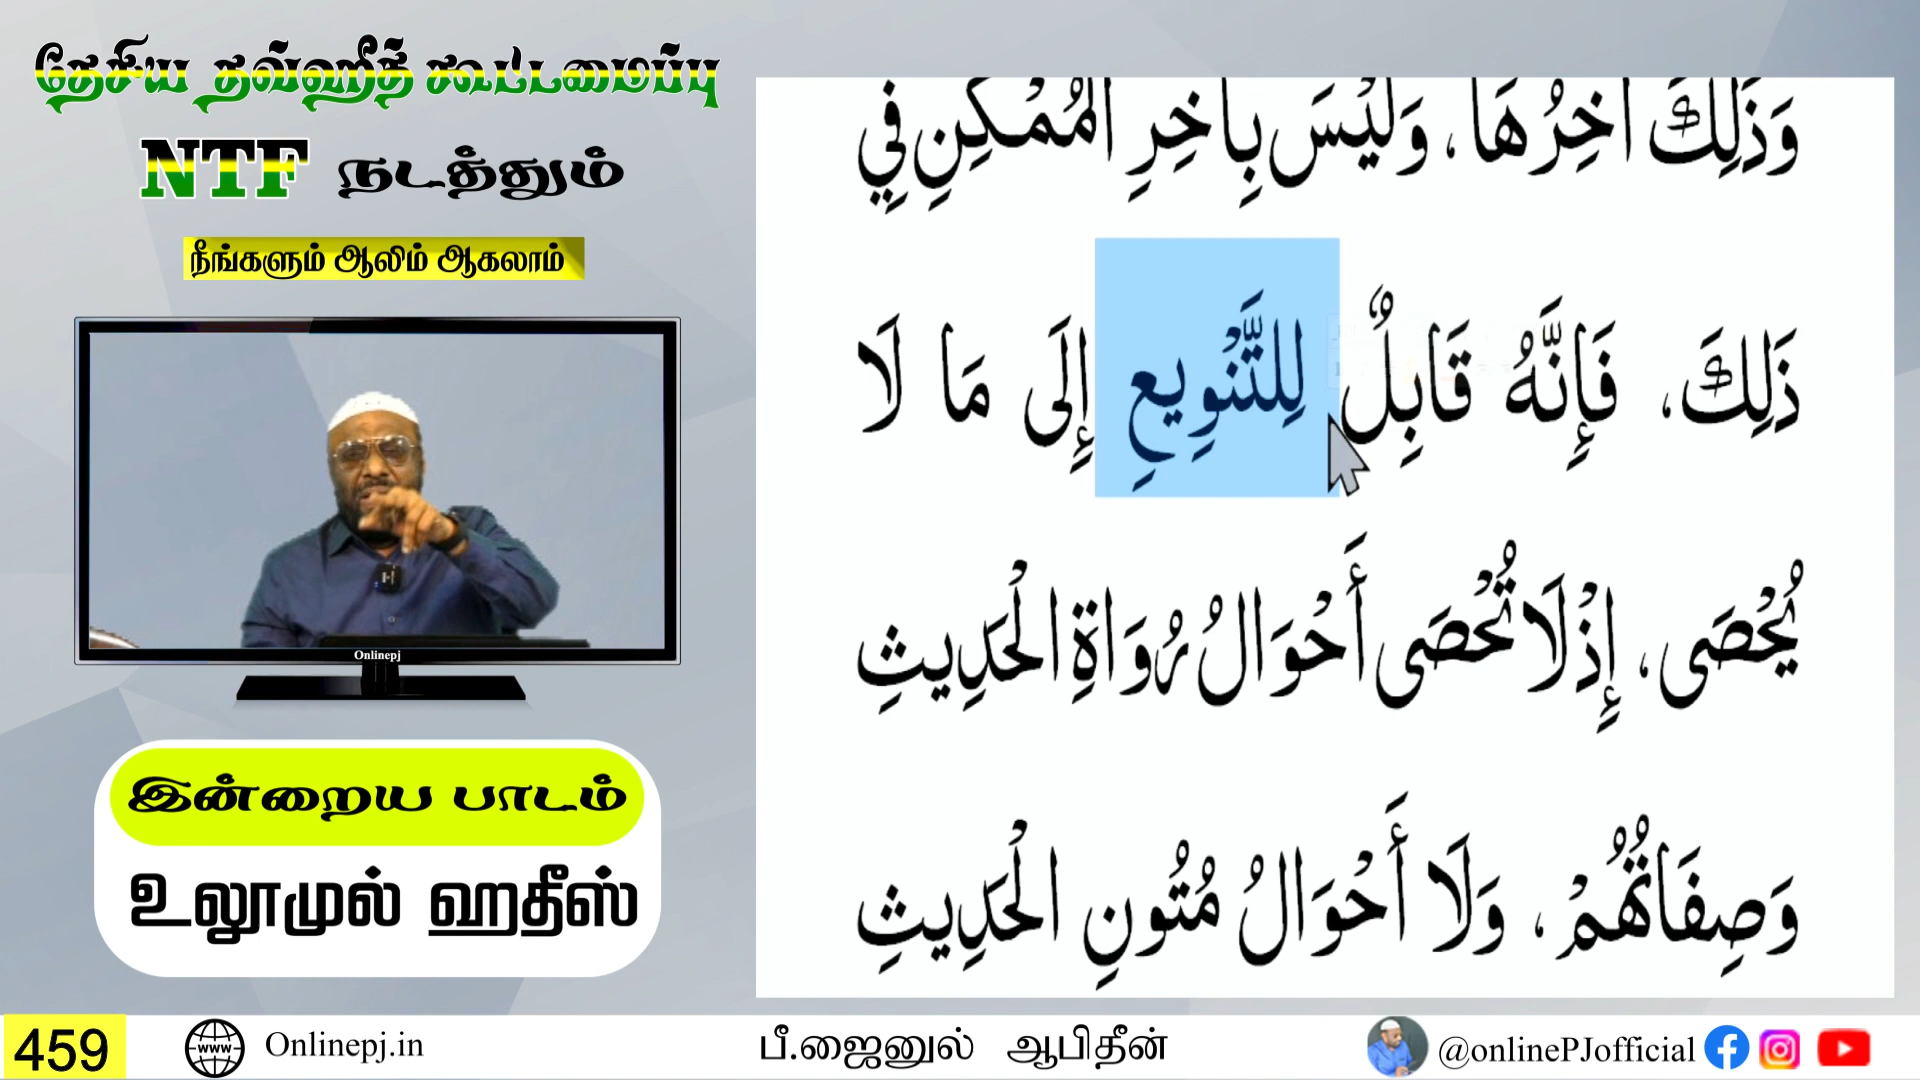 தேசிய தவ்ஹீத் கூட்டமைப்பு
NTF நடத்தும்
நீங்களும் ஆலிம் ஆகலாம்
Onlinepj
இன்றைய பாடம்
உலூமுல் ஹதீஸ்
وَذَلِكَ آخِرُهَا، وَلَيْسَ بِآخِرِ الْمُمْكِنِ فِي
ذَلِكَ، فَإِنَّهُ قَابِلٌ لِلتَّنْوِيعِ إِلَى مَا لَا
يُحْصَى، إِذْ لَا تُحْصَى أَحْوَالُ رُوَاةِ الْحَدِيثِ
وَصِفَاتُهُمْ، وَلَا أَحْوَالُ مُتُونِ الْحَدِيثِ
459
www
Onlinepj.in
பீ.ஜைனுல் ஆபிதீன்
@onlinePJofficial